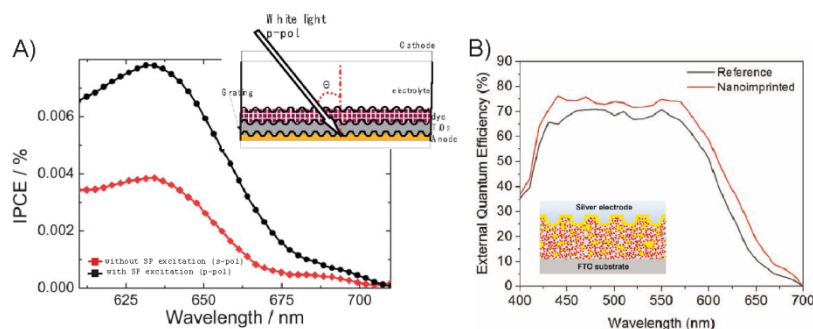 A)
White light
p-pol
Cathode
Grating
Θ
electrolyte
dye
TiO₂
Anode
0.006
0.004
0.002
0.000
IPCE / %
without SP excitation (s-pol)
with SP excitation (p-pol)
625
650
675
700
Wavelength / nm
B)
90
80
70
60
50
40
30
20
10
0
External Quantum Efficiency (%)
Reference
Nanoimprinted
Silver electrode
FTO substrate
400
450
500
550
600
650
700
Wavelength (nm)